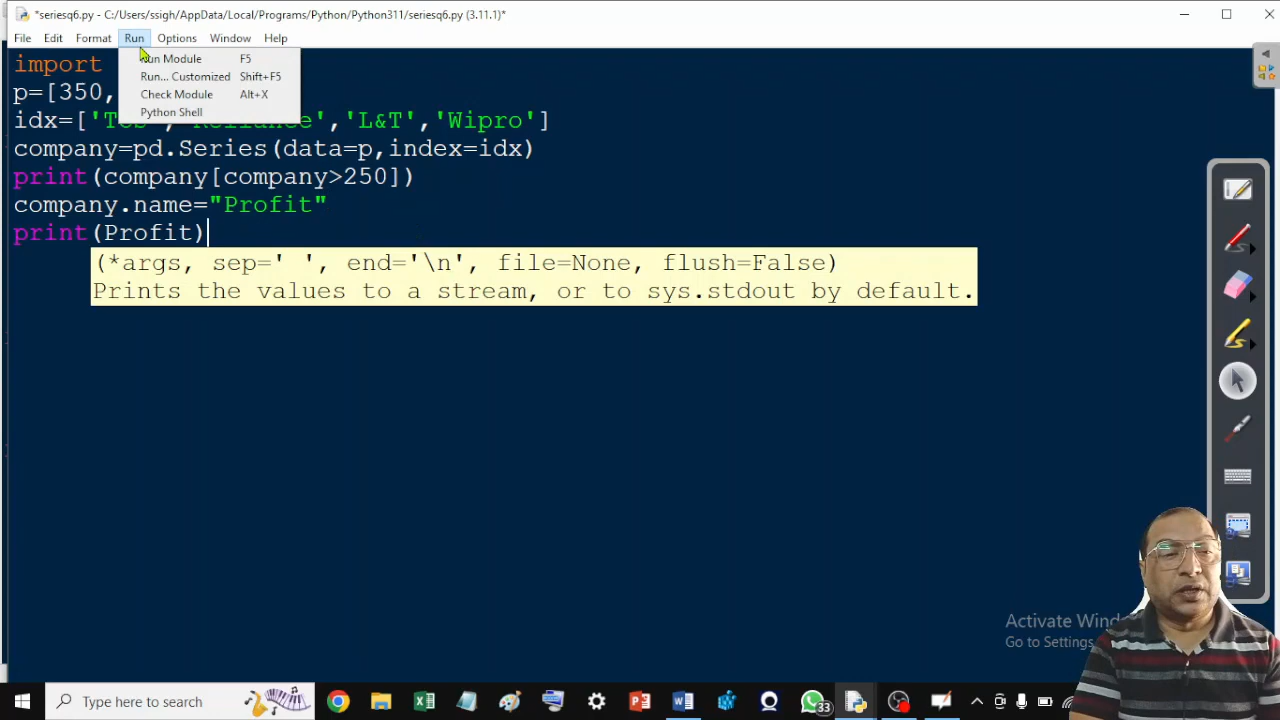 *seriesq6.py - C:/Users/ssigh/AppData/Local/Programs/Python/Python311/seriesq6.py (3.11.1)*
File Edit Format Run Options Window Help
Run Module F5
Run... Customized Shift+F5
Check Module Alt+X
Python Shell
import
p=[350,
idx=[' ','L&T','Wipro']
company=pd.Series(data=p,index=idx)
print(company[company>250])
company.name="Profit"
print(Profit)
(*args, sep=' ', end='\n', file=None, flush=False)
Prints the values to a stream, or to sys.stdout by default.
Activate Wind
Go to Settings
Type here to search
33